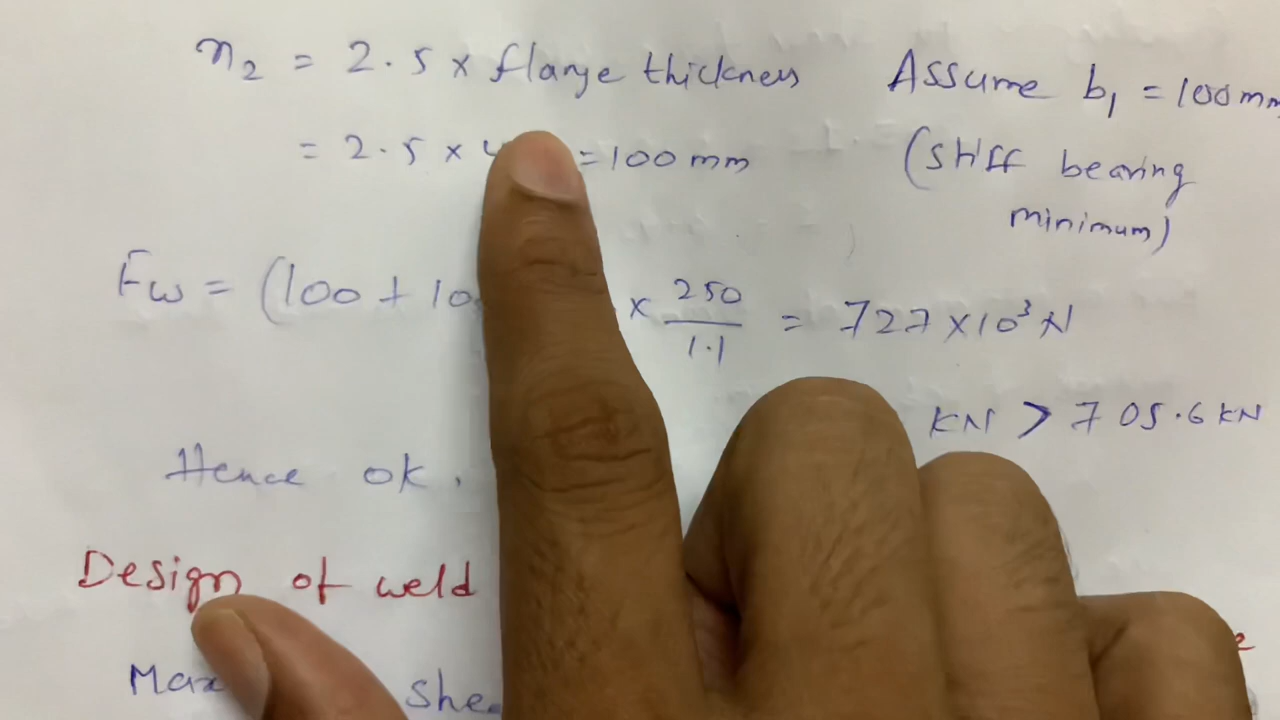 n₂ = 2.5 x flange thickness Assume b₁ = 100 mm
= 2.5 x = 100 mm (stiff bearing
minimum)
Fw = (100 + 10 x 250/1.1 = 727 x 10³ N
KN > 705.6 KN
Hence ok.
Design of weld
Max